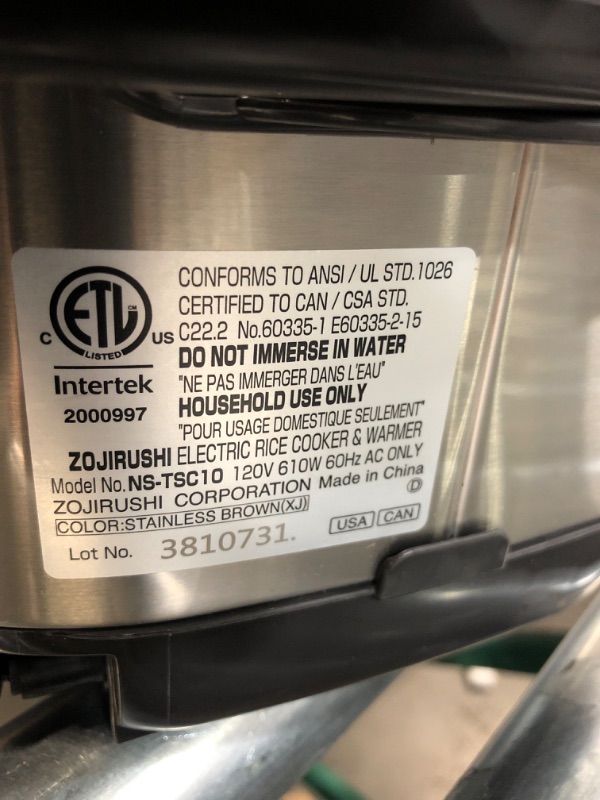 CONFORMS TO ANSI / UL STD.1026
CERTIFIED TO CAN / CSA STD.
C22.2 No.60335-1 E60335-2-15
C ETL CM US
LISTED
Intertek
2000997
DO NOT IMMERSE IN WATER
"NE PAS IMMERGER DANS L'EAU"
HOUSEHOLD USE ONLY
"POUR USAGE DOMESTIQUE SEULEMENT"
ZOJIRUSHI ELECTRIC RICE COOKER & WARMER
Model No. NS-TSC10 120V 610W 60Hz AC ONLY
ZOJIRUSHI CORPORATION Made in China
D
COLOR:STAINLESS BROWN(XJ)
USA CAN
Lot No. 3810731.